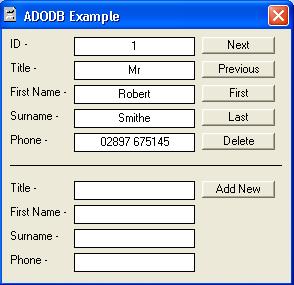 ADODB Example
ID - 1 Next
Title - Mr Previous
First Name - Robert First
Surname - Smithe Last
Phone - 02897 675145 Delete
Title - Add New
First Name -
Surname -
Phone -